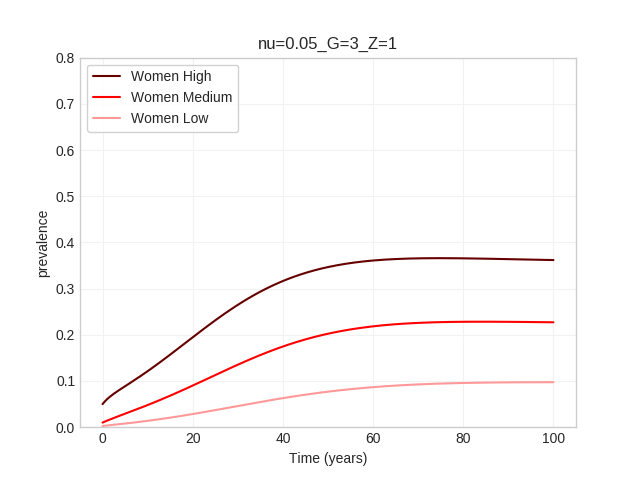 nu=0.05_G=3_Z=1
Women High
Women Medium
Women Low
prevalence
0.8
0.7
0.6
0.5
0.4
0.3
0.2
0.1
0.0
0 20 40 60 80 100
Time (years)